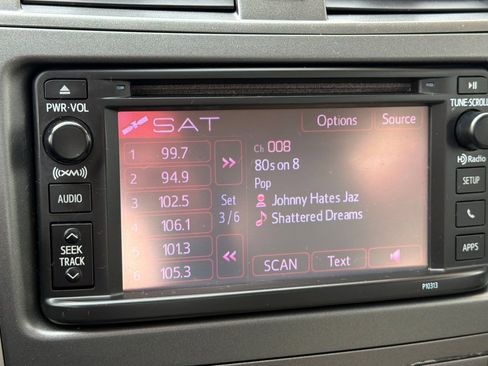 PWR·VOL
((XM))
AUDIO
SEEK
TRACK
SAT
Options
Source
1 99.7
2 94.9
3 102.5
4 106.1
5 101.3
6 105.3
>>
Set
3/6
<<
Ch 008
80s on 8
Pop
Johnny Hates Jaz
Shattered Dreams
SCAN
Text
TUNE·SCROLL
HD Radio
SETUP
APPS
P10313